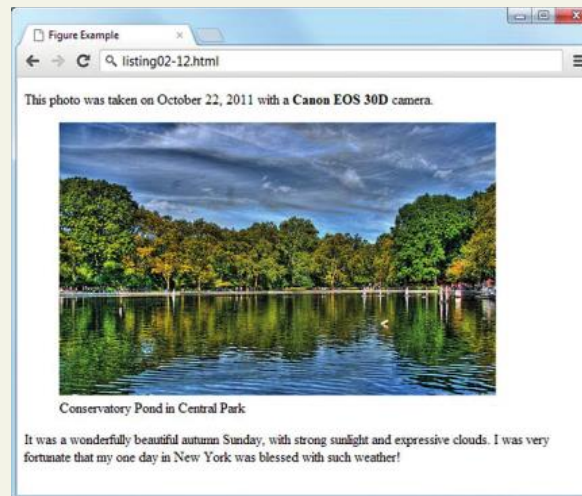 Figure Example
listing02-12.html
This photo was taken on October 22, 2011 with a Canon EOS 30D camera.
Conservatory Pond in Central Park
It was a wonderfully beautiful autumn Sunday, with strong sunlight and expressive clouds. I was very
fortunate that my one day in New York was blessed with such weather!